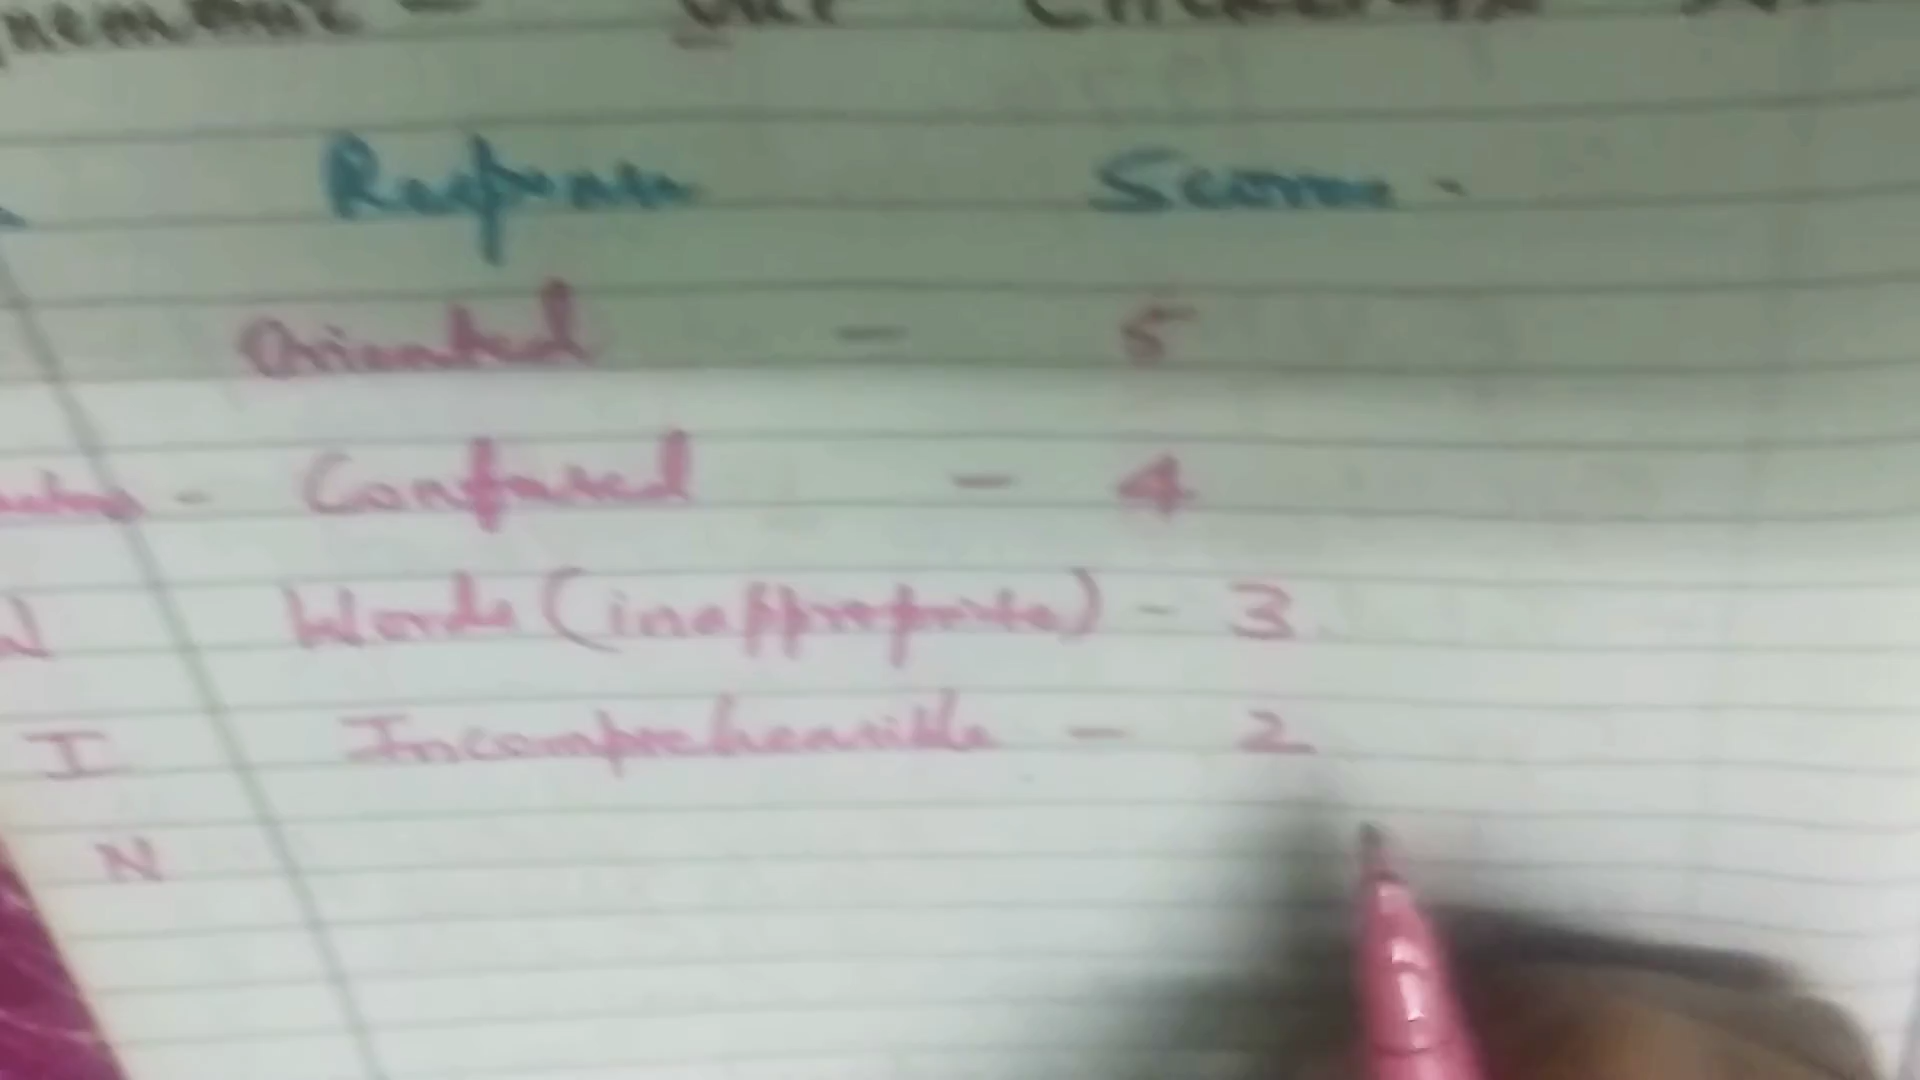 Response Score -
Oriented - 5
- Confused - 4
Words (inappropriate) - 3
I Incomprehensible - 2
N